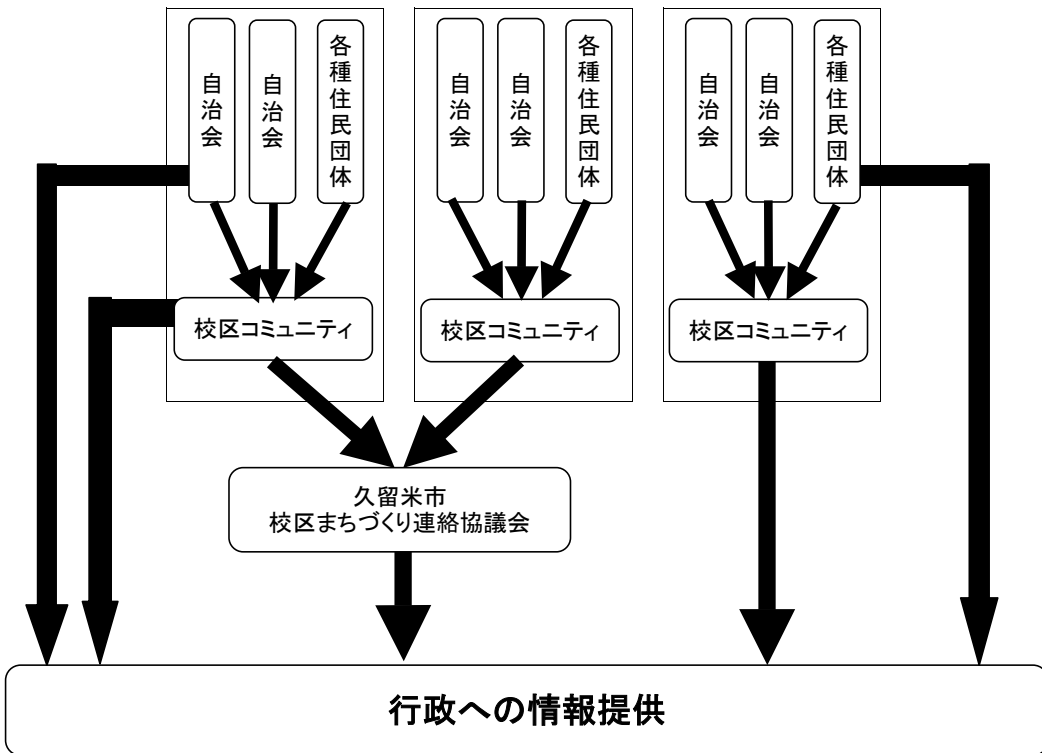 自治会
自治会
各種住民団体
自治会
自治会
各種住民団体
自治会
自治会
各種住民団体
校区コミュニティ
校区コミュニティ
校区コミュニティ
久留米市
校区まちづくり連絡協議会
行政への情報提供